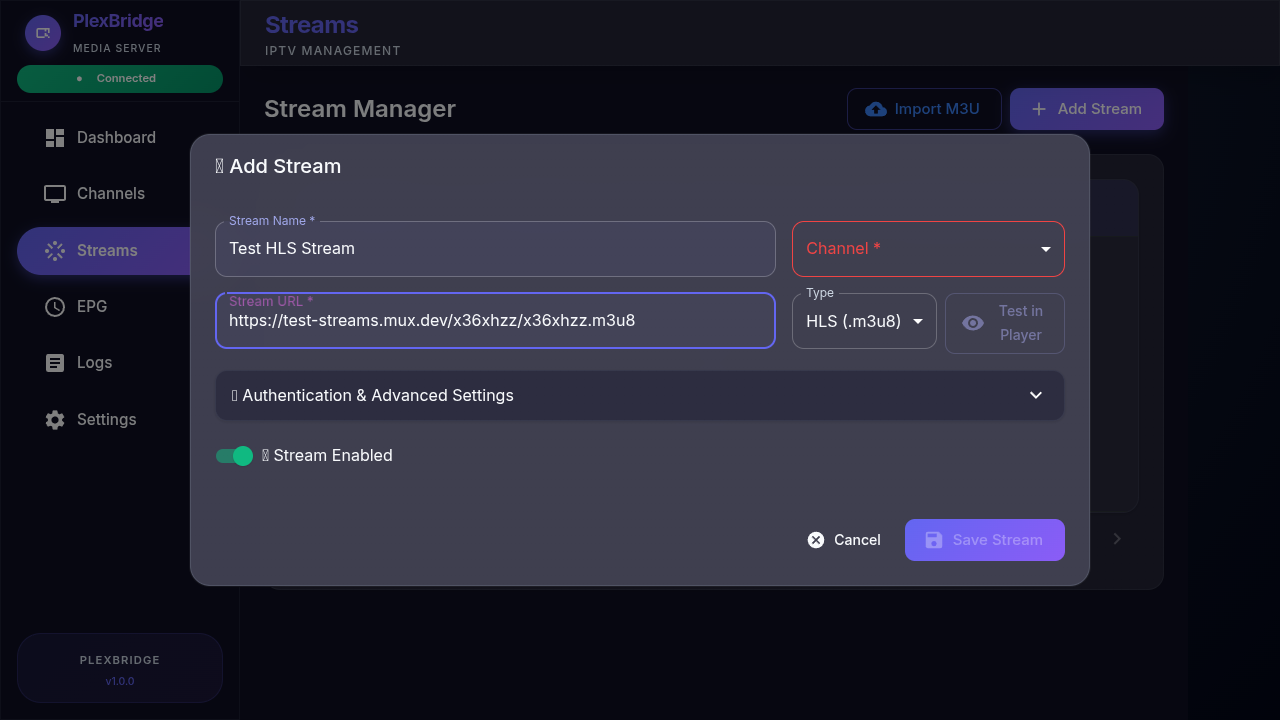 PlexBridge
MEDIA SERVER
Connected
Dashboard
Channels
Streams
EPG
Logs
Settings
PLEXBRIDGE
v1.0.0
Streams
IPTV MANAGEMENT
Stream Manager
Import M3U
Add Stream
Add Stream
Stream Name *
Test HLS Stream
Channel *
Stream URL *
https://test-streams.mux.dev/x36xhzz/x36xhzz.m3u8
Type
HLS (.m3u8)
Test in
Player
Authentication & Advanced Settings
Stream Enabled
Cancel
Save Stream